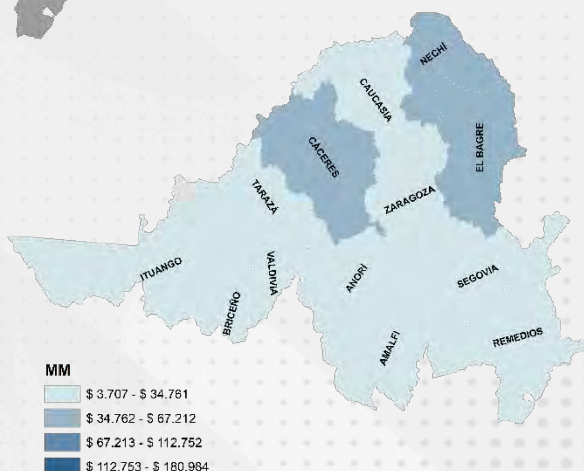 NECHÍ
CAUCASIA
EL BAGRE
CÁCERES
TARAZÁ
ZARAGOZA
ITUANGO
VALDIVIA
ANORÍ
SEGOVIA
BRICEÑO
AMALFI
REMEDIOS
MM
$ 3.707 - $ 34.761
$ 34.762 - $ 67.212
$ 67.213 - $ 112.752
$ 112.753 - $ 180.984